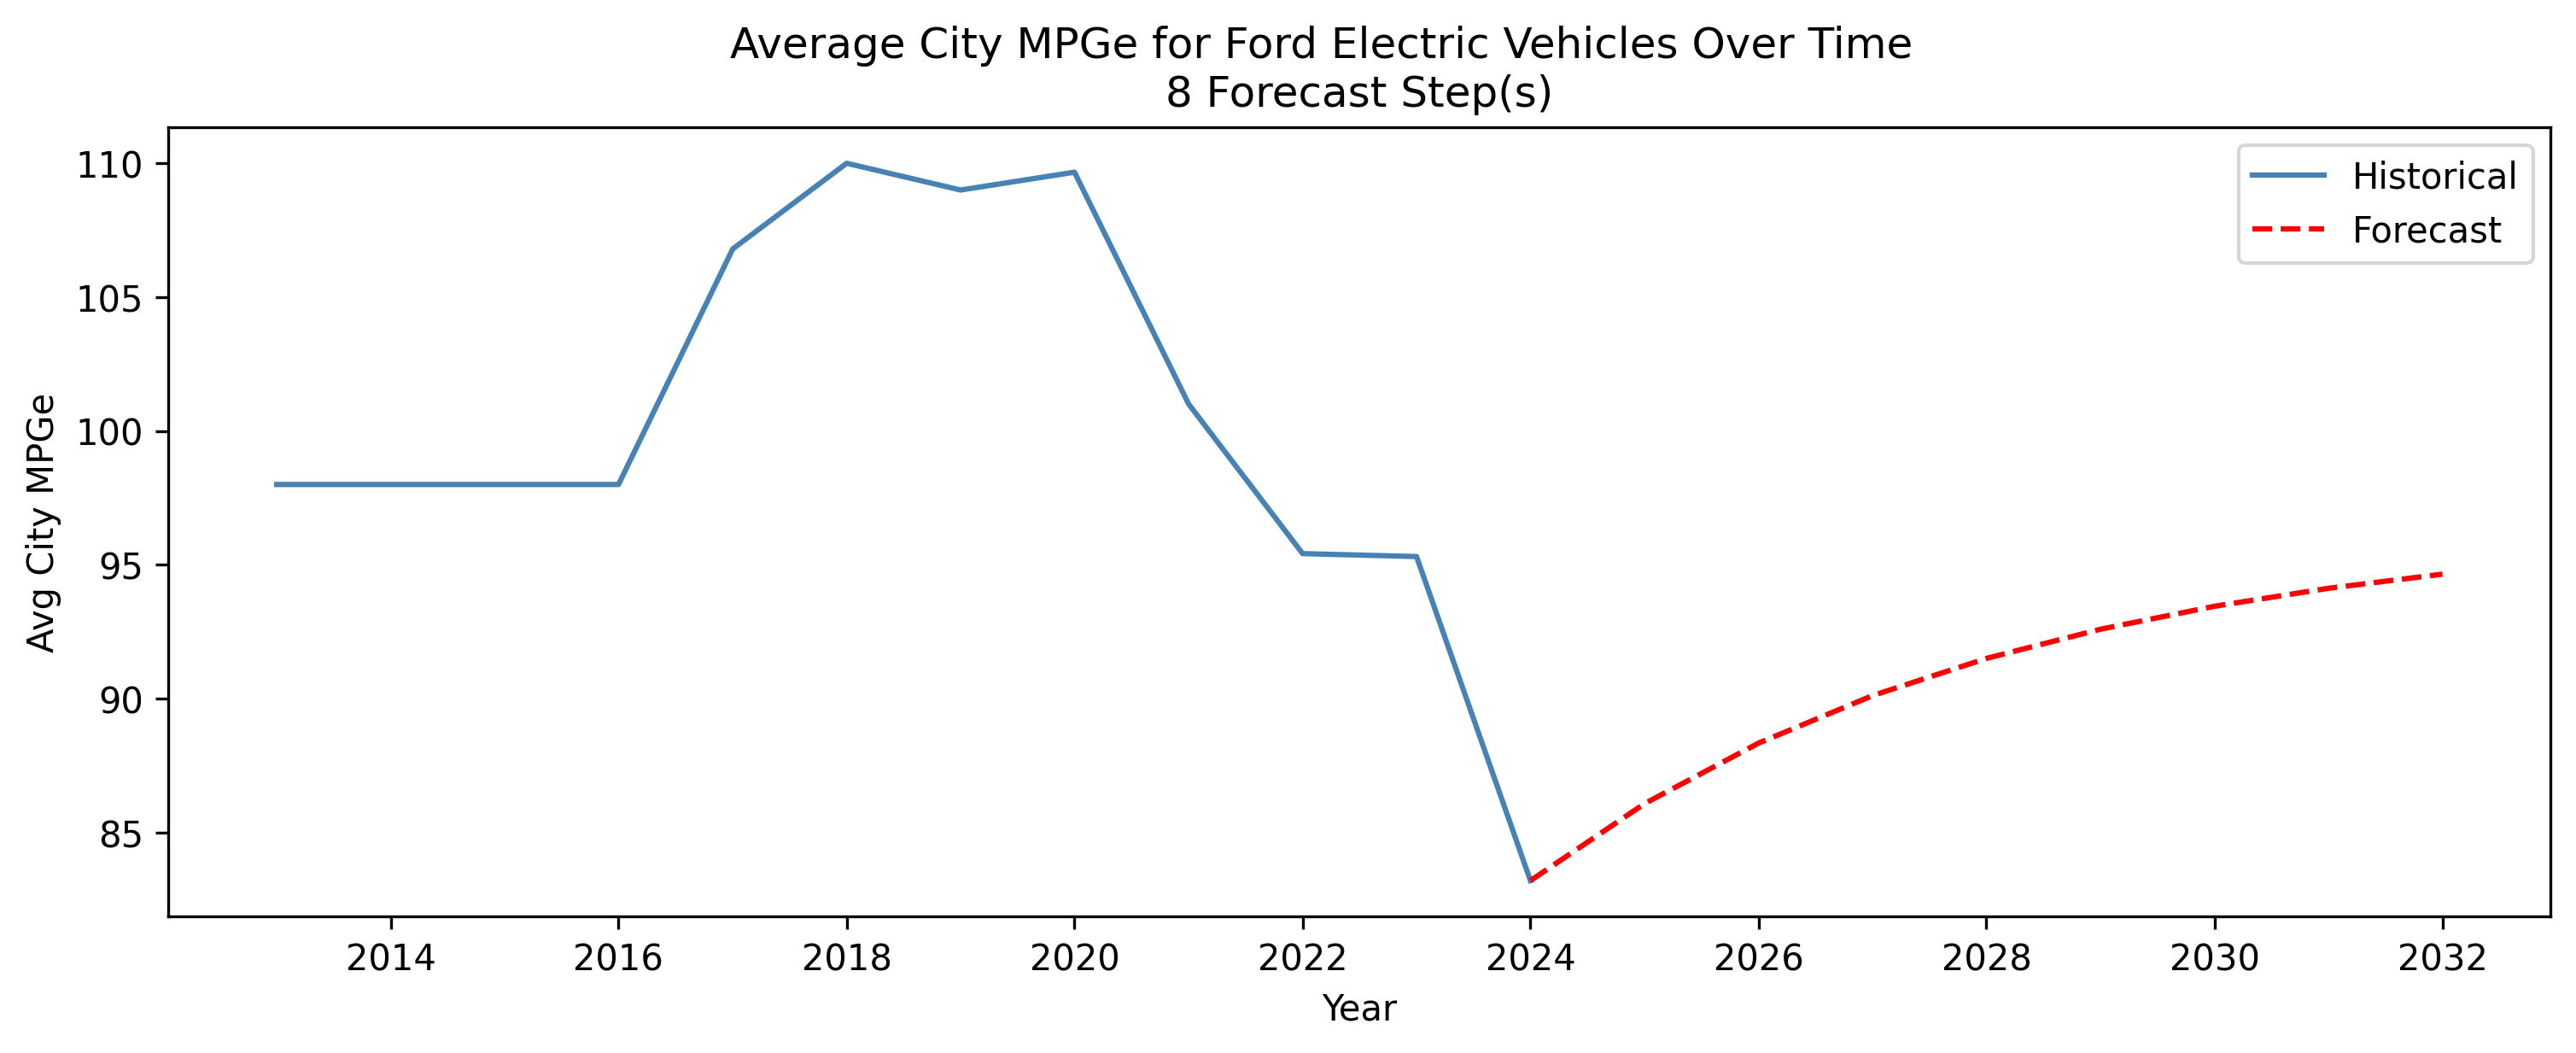 Average City MPGe for Ford Electric Vehicles Over Time
8 Forecast Step(s)
Historical
Forecast
Avg City MPGe
110
105
100
95
90
85
2014
2016
2018
2020
2022
2024
2026
2028
2030
2032
Year